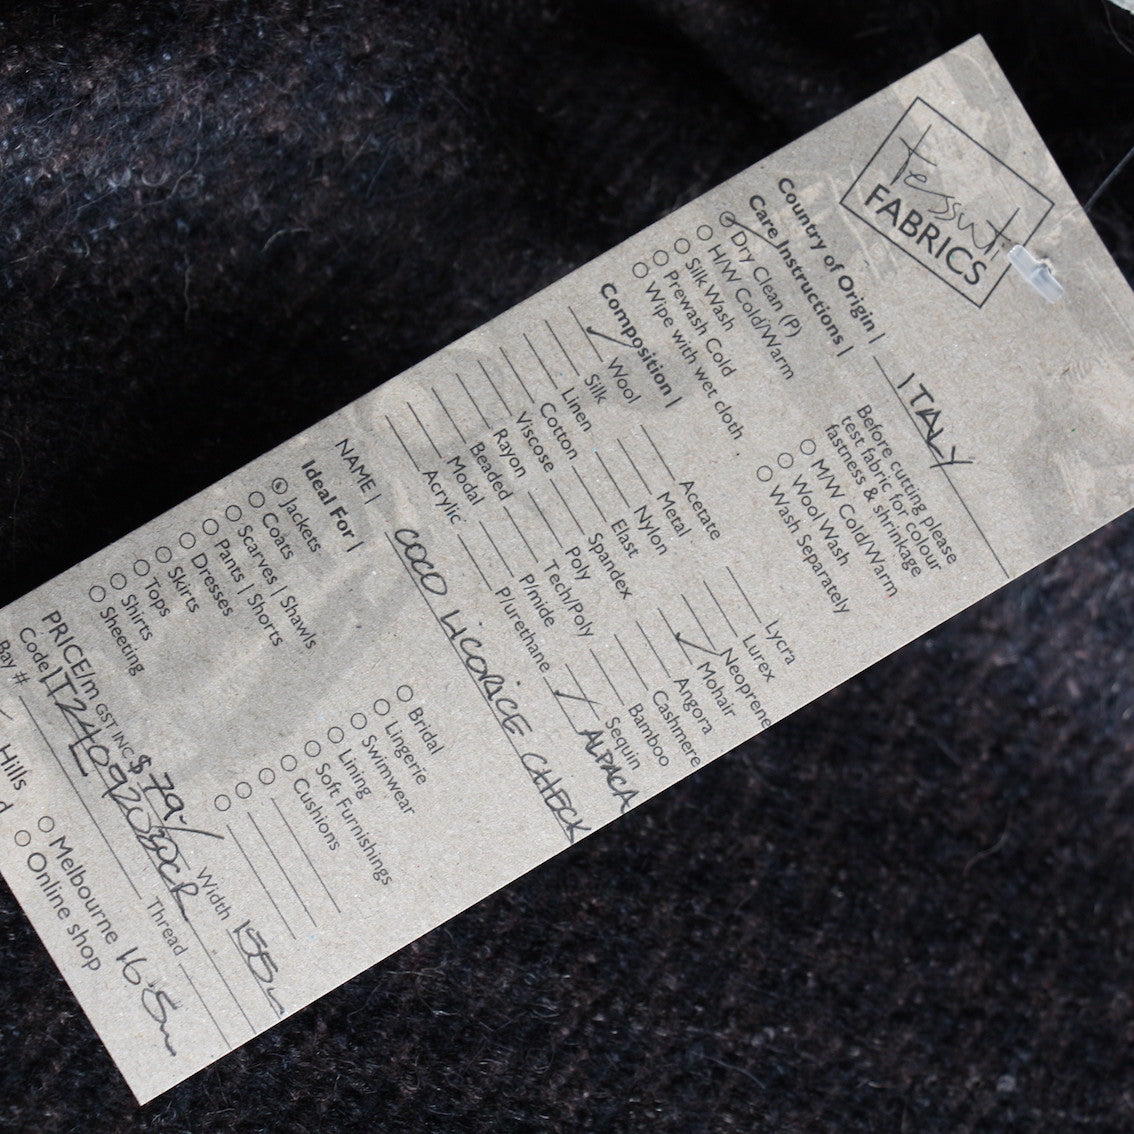 tessuti
FABRICS
Country of Origin | ITALY
Care Instructions |
Before cutting please
test fabric for colour
fastness & shrinkage
Dry Clean (P)
H/W Cold/Warm
Silk Wash
Prewash Cold
Wipe with wet cloth
M/W Cold/Warm
Wool Wash
Wash Separately
Composition |
Wool
Silk
Linen
Cotton
Viscose
Rayon
Beaded
Modal
Acrylic
Acetate
Metal
Nylon
Elast
Spandex
Poly
Tech/Poly
P/mide
P/urethane
Lycra
Lurex
Neoprene
Mohair
Angora
Cashmere
Bamboo
Sequin
ALPACA
NAME | COCO LICORICE CHECK
Ideal For |
Jackets
Coats
Scarves | Shawls
Pants | Shorts
Dresses
Skirts
Tops
Shirts
Sheeting
Bridal
Lingerie
Swimwear
Lining
Soft Furnishings
Cushions
PRICE/m GST INC $79-/ Width 155
Code Thread
Bay #
Hills
Melbourne 16.5m
Online shop